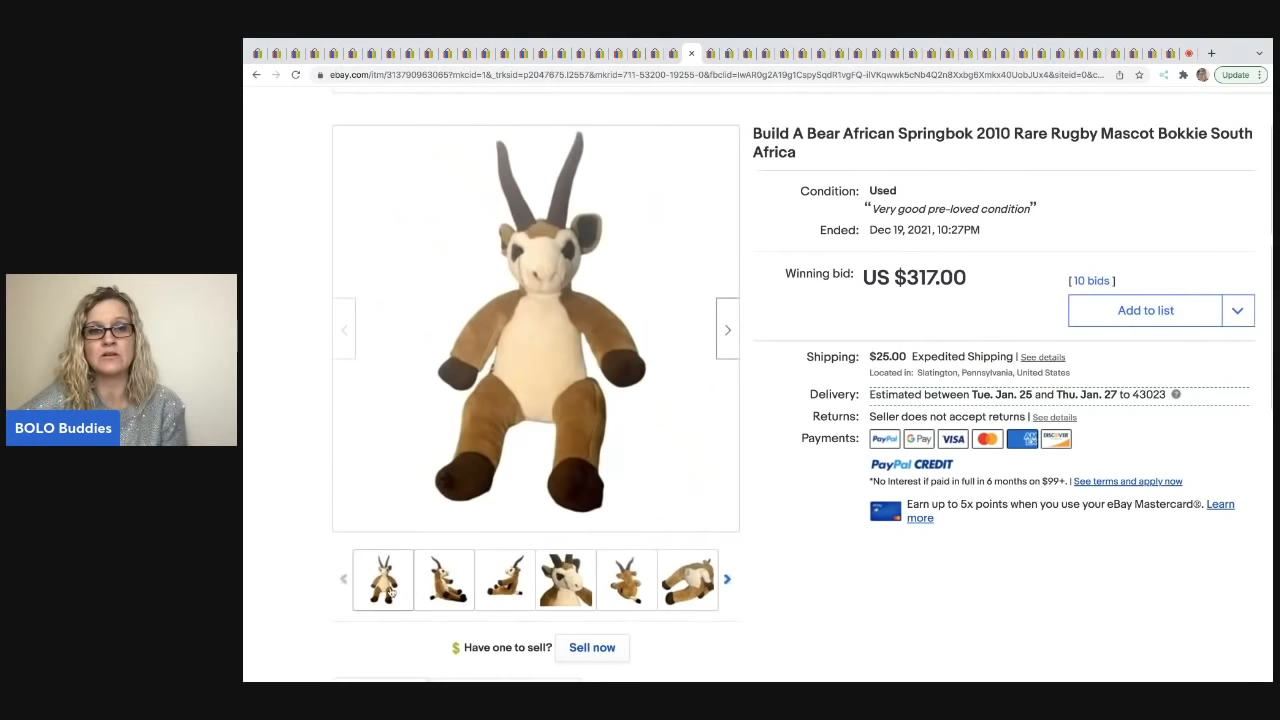 Update
ebay.com/itm/313790963065?mkcid=1&_trksid=p2047675.l2557&mkrid=711-53200-19255-0&fbclid=IwAR0g2A19g1CspySqdR1vgFQ-iIVKqwwk5cNb4Q2n8Xxbg6Xmkx40UobJUx4&siteid=0&c...
Build A Bear African Springbok 2010 Rare Rugby Mascot Bokkie South
Africa
Condition: Used
“Very good pre-loved condition”
Ended: Dec 19, 2021, 10:27PM
Winning bid: US $317.00
[ 10 bids ]
Add to list
Shipping: $25.00 Expedited Shipping | See details
Located in: Slatington, Pennsylvania, United States
Delivery: Estimated between Tue. Jan. 25 and Thu. Jan. 27 to 43023
Returns: Seller does not accept returns | See details
Payments: PayPal G Pay VISA AM EX DISCOVER
PayPal CREDIT
*No Interest if paid in full in 6 months on $99+. | See terms and apply now
Earn up to 5x points when you use your eBay Mastercard®. Learn
more
BOLO Buddies
$ Have one to sell? Sell now